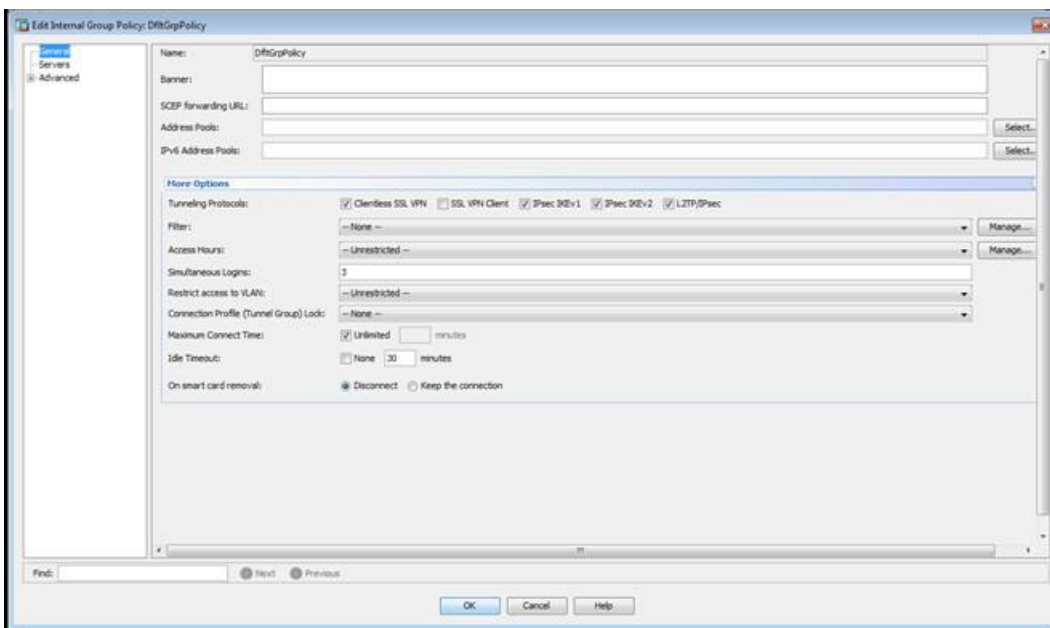 Edit Internal Group Policy: DfltGrpPolicy
General
Servers
Advanced
Name: DfltGrpPolicy
Banner:
SCEP forwarding URL:
Address Pools: Select...
IPv6 Address Pools: Select...
More Options
Tunneling Protocols: Clientless SSL VPN SSL VPN Client IPsec IKEv1 IPsec IKEv2 L2TP/IPsec
Filter: -- None -- Manage...
Access Hours: -- Unrestricted -- Manage...
Simultaneous Logins: 3
Restrict access to VLAN: -- Unrestricted --
Connection Profile (Tunnel Group) Lock: -- None --
Maximum Connect Time: Unlimited minutes
Idle Timeout: None 30 minutes
On smart card removal: Disconnect Keep the connection
Find: Next Previous
OK Cancel Help